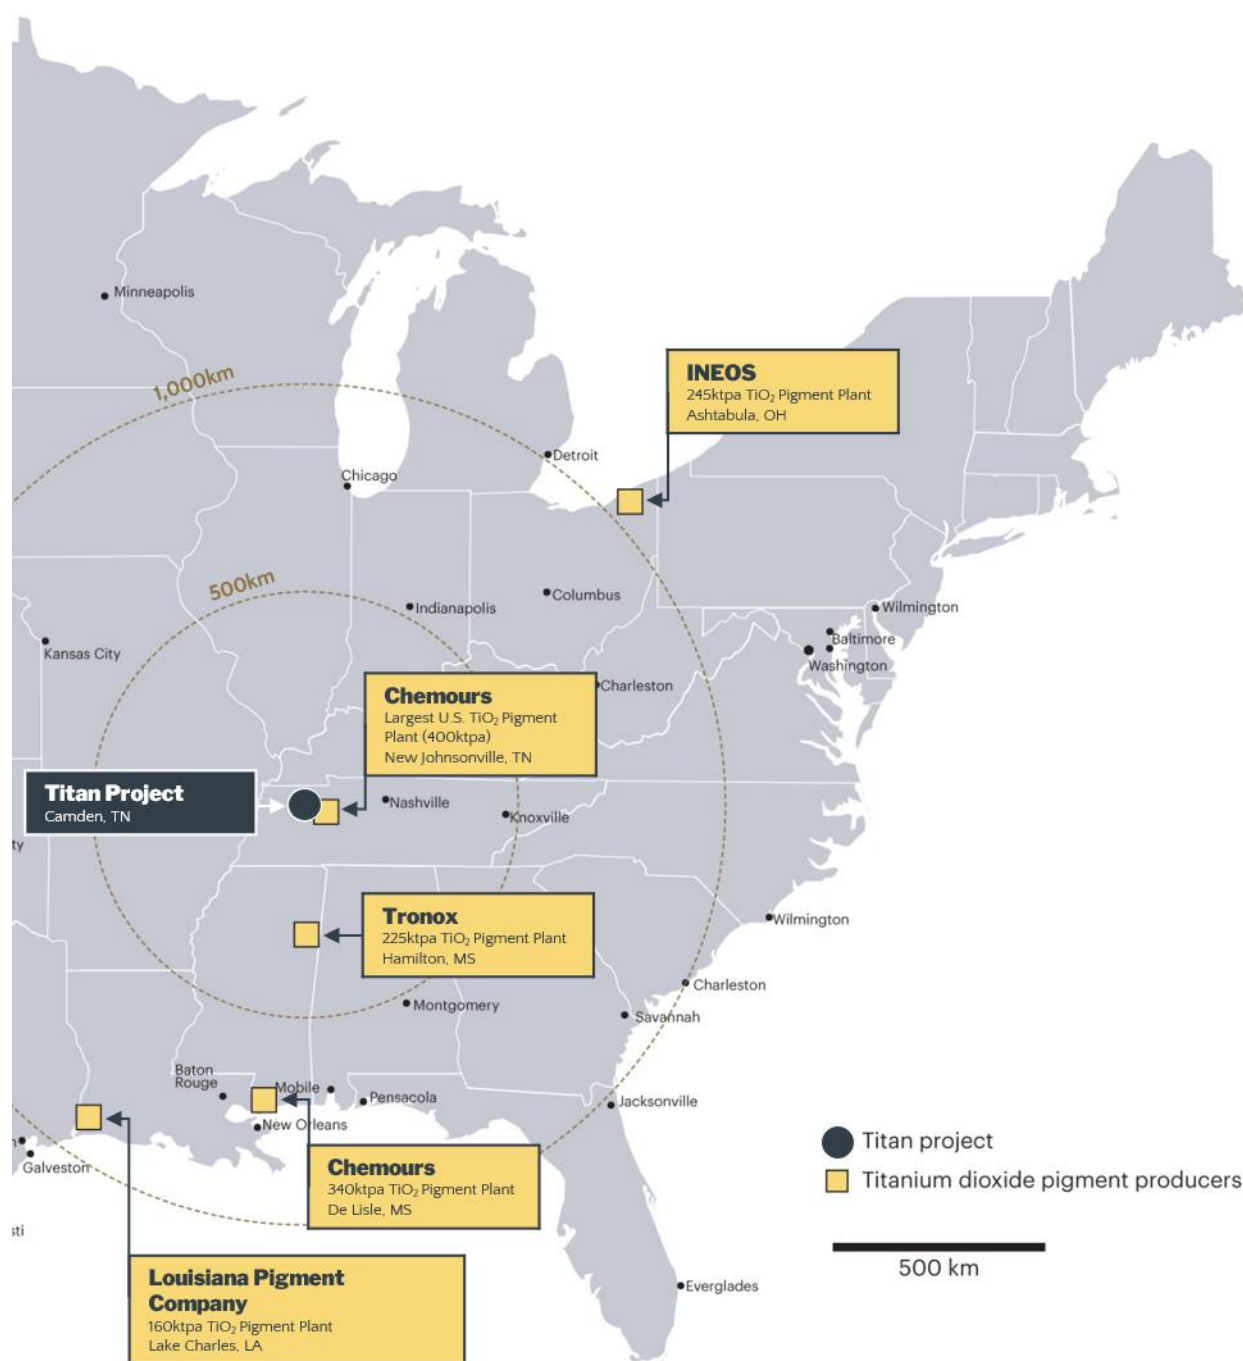 Minneapolis
1,000km
INEOS
245ktpa TiO₂ Pigment Plant
Ashtabula, OH
Detroit
Chicago
500km
Indianapolis
Columbus
Wilmington
Baltimore
Washington
Kansas City
Charleston
Chemours
Largest U.S. TiO₂ Pigment
Plant (400ktpa)
New Johnsonville, TN
Titan Project
Camden, TN
Nashville
Knoxville
ty
Tronox
225ktpa TiO₂ Pigment Plant
Hamilton, MS
Wilmington
Charleston
Montgomery
Savannah
Baton
Rouge
Mobile
Pensacola
Jacksonville
New Orleans
Galveston
Chemours
340ktpa TiO₂ Pigment Plant
De Lisle, MS
Titan project
Titanium dioxide pigment producers
500 km
sti
Louisiana Pigment
Company
160ktpa TiO₂ Pigment Plant
Lake Charles, LA
Everglades